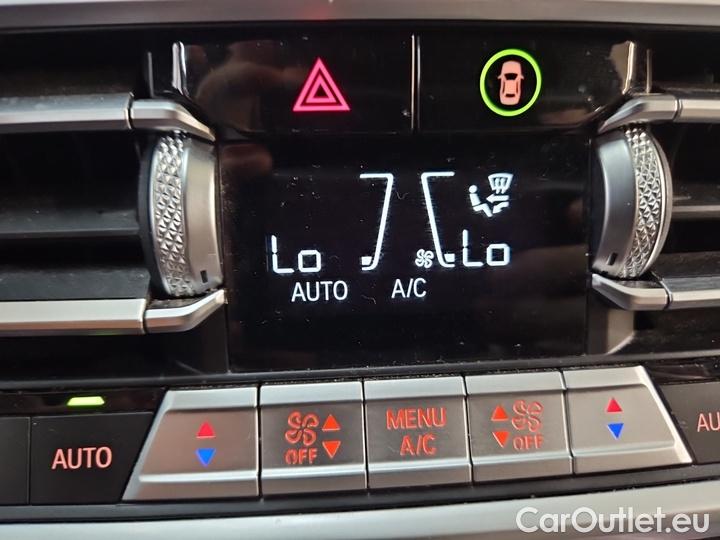 Lo Lo
AUTO A/C
AUTO OFF MENU A/C OFF AU
CarOutlet.eu